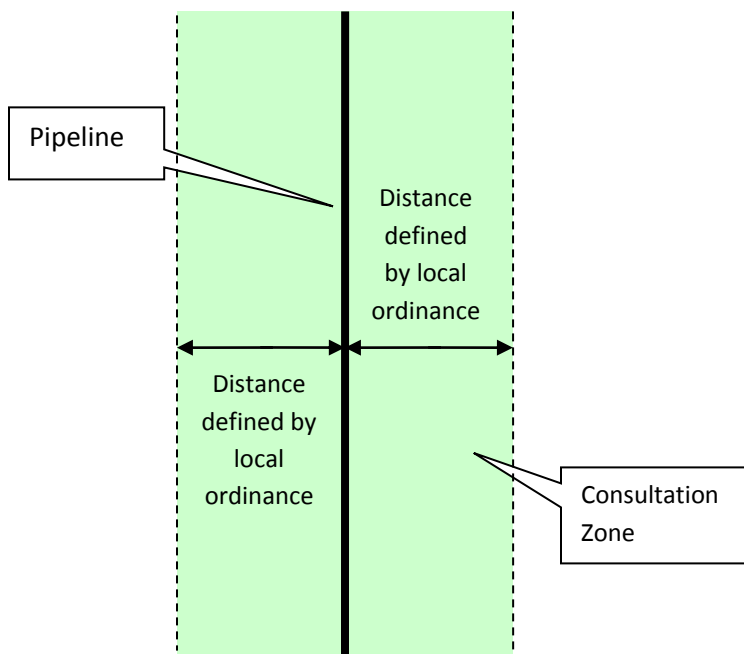 Pipeline
Distance
defined
by local
ordinance
Distance
defined by
local
ordinance
Consultation
Zone